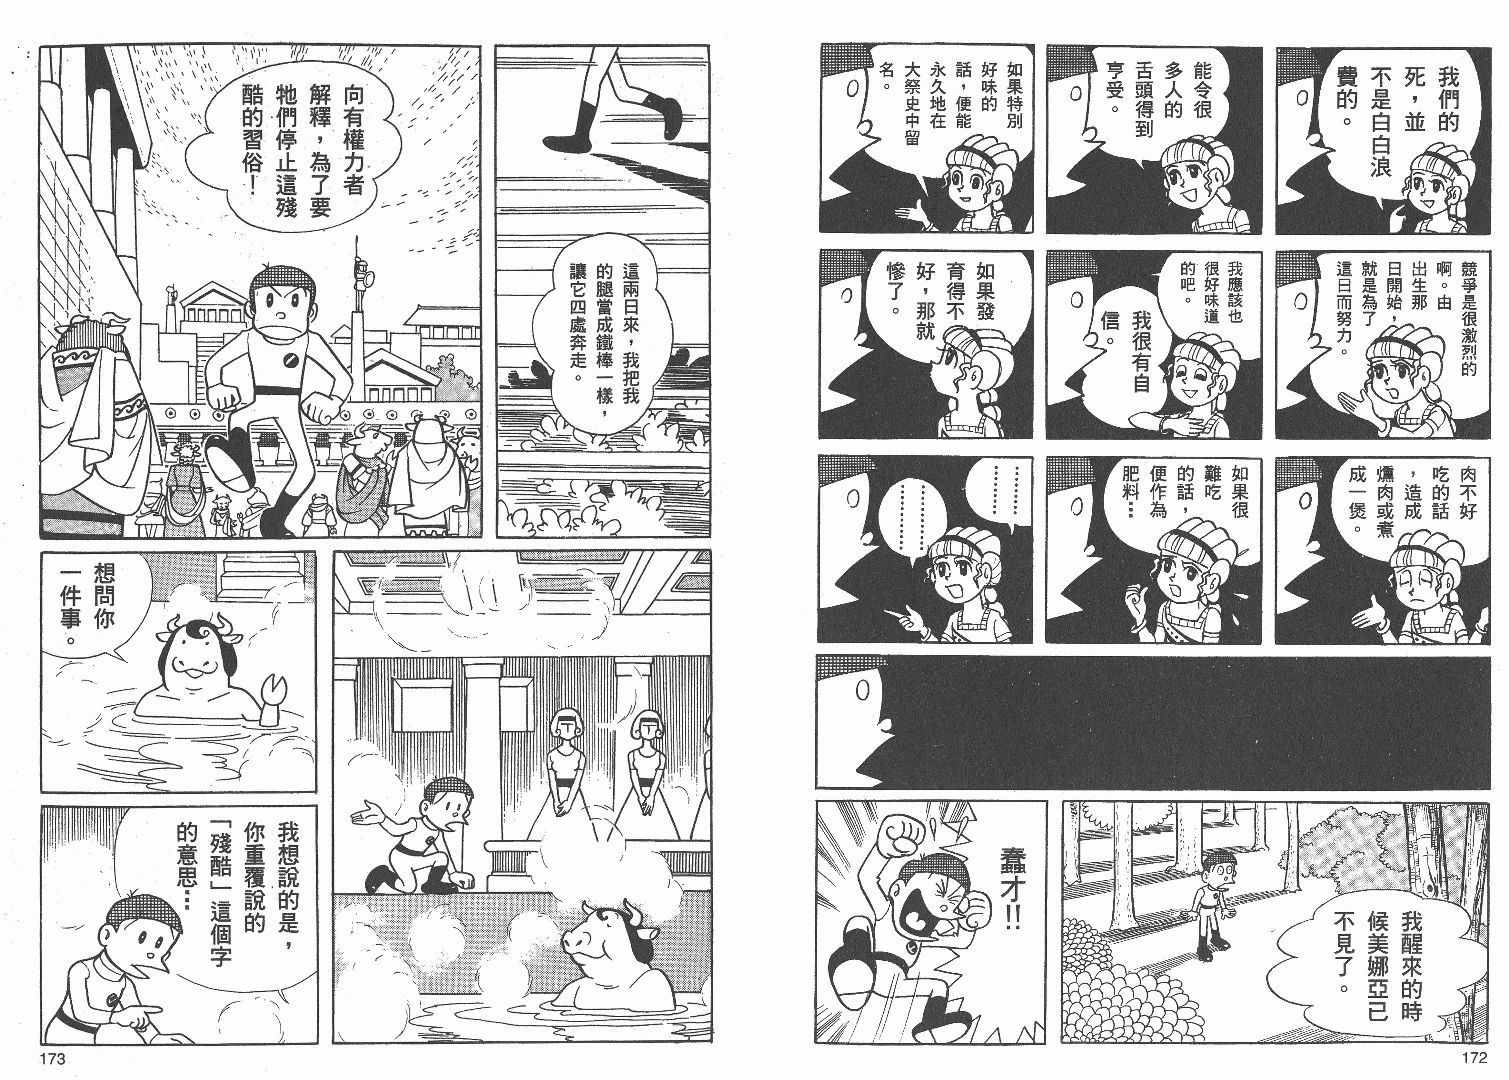 我們的
死，並
不是白白浪
費的。
能令很
多人的
舌頭得到
亨受。
如果特別
好味的
話，便能
永久地在
大祭史中留
名。
競爭是很激烈的
啊。由
出生那
日開始，
就是為了
這日而努力。
我應該也
很好味道
的吧。
我很有自
信。
如果發
育得不
好，那就
慘了。
肉不好
吃的話
，造成
燻肉或煮
成一煲。
如果很
難吃
的話，
便作為
肥料…
………
…………
我醒來的時
候美娜亞已
不見了。
蠢才!!
172
這兩日來，我把我
的腿當成鐵棒一樣，
讓它四處奔走。
向有權力者
解釋，為了要
牠們停止這殘
酷的習俗！
想問你
一件事。
我想說的是，
你重覆說的
「殘酷」這個字
的意思…
173